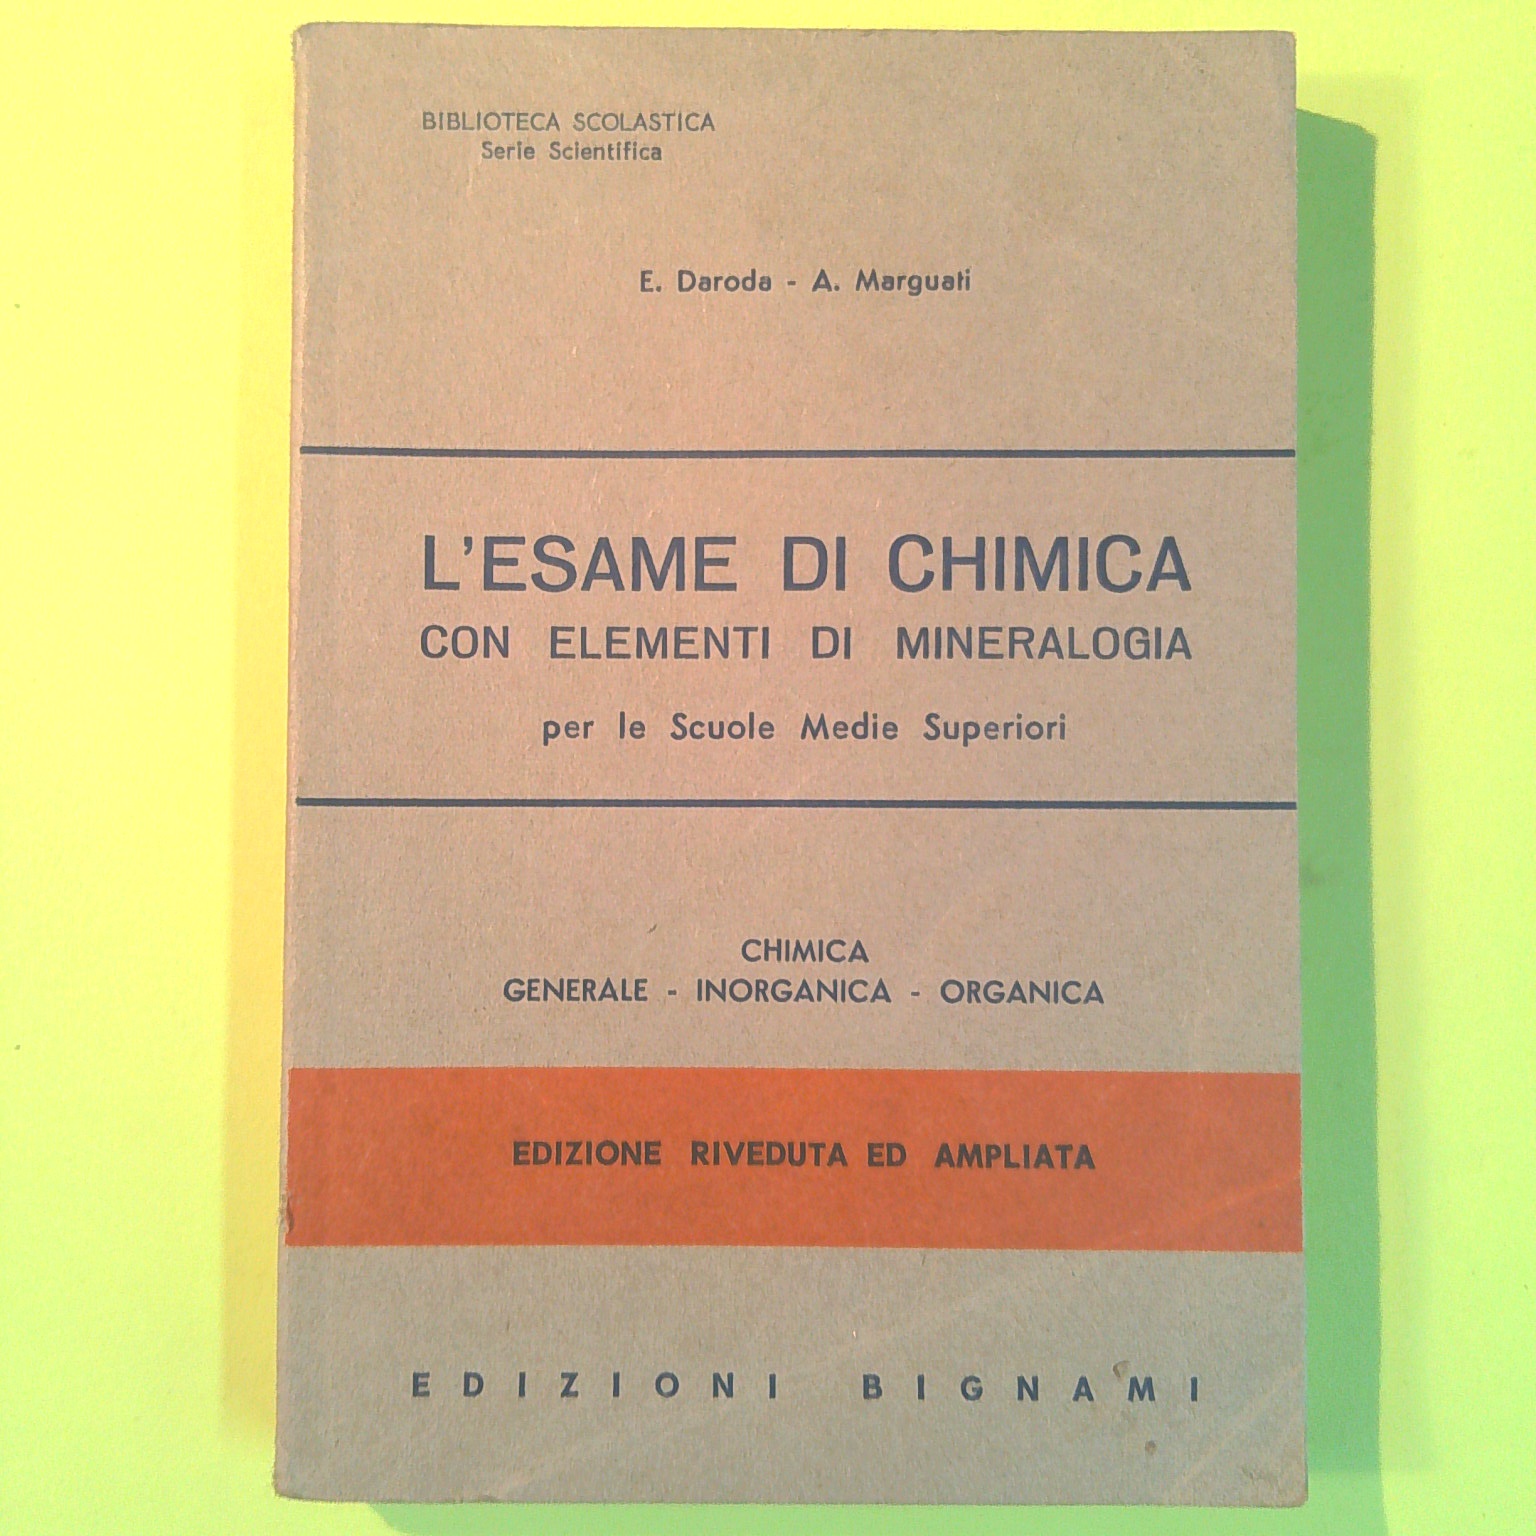 BIBLIOTECA SCOLASTICA
Serie Scientifica
E. Daroda - A. Marguati
L'ESAME DI CHIMICA
CON ELEMENTI DI MINERALOGIA
per le Scuole Medie Superiori
CHIMICA
GENERALE - INORGANICA - ORGANICA
EDIZIONE RIVEDUTA ED AMPLIATA
EDIZIONI BIGNAMI